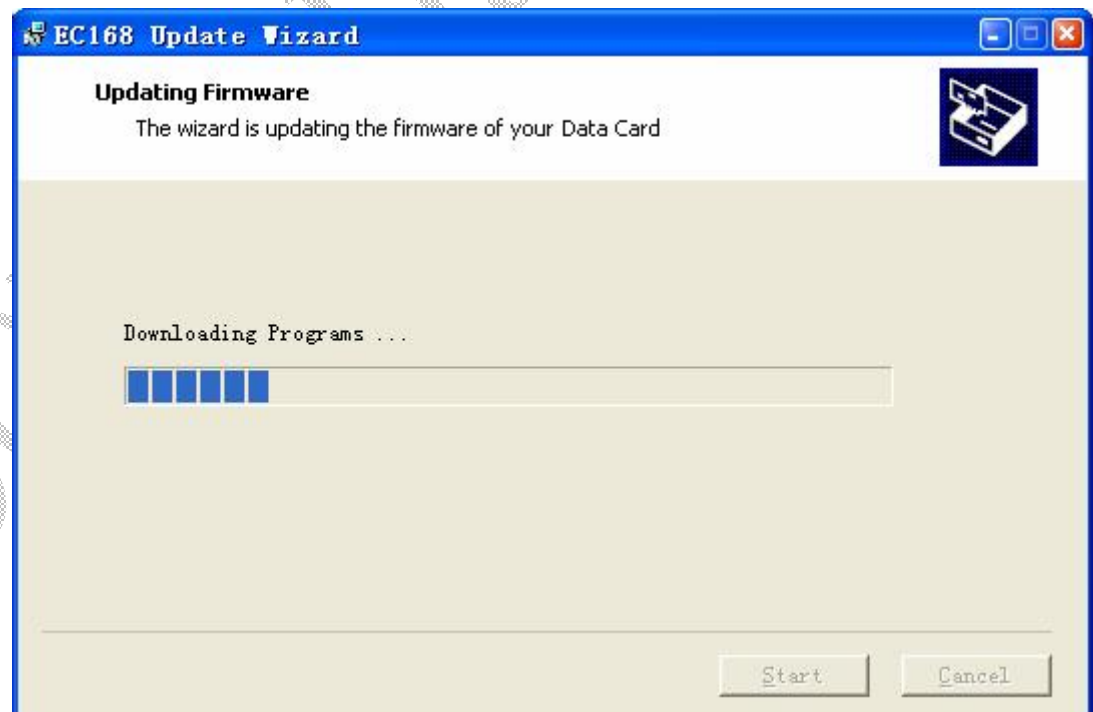 EC168 Update Wizard
Updating Firmware
The wizard is updating the firmware of your Data Card
Downloading Programs ...
Start
Cancel